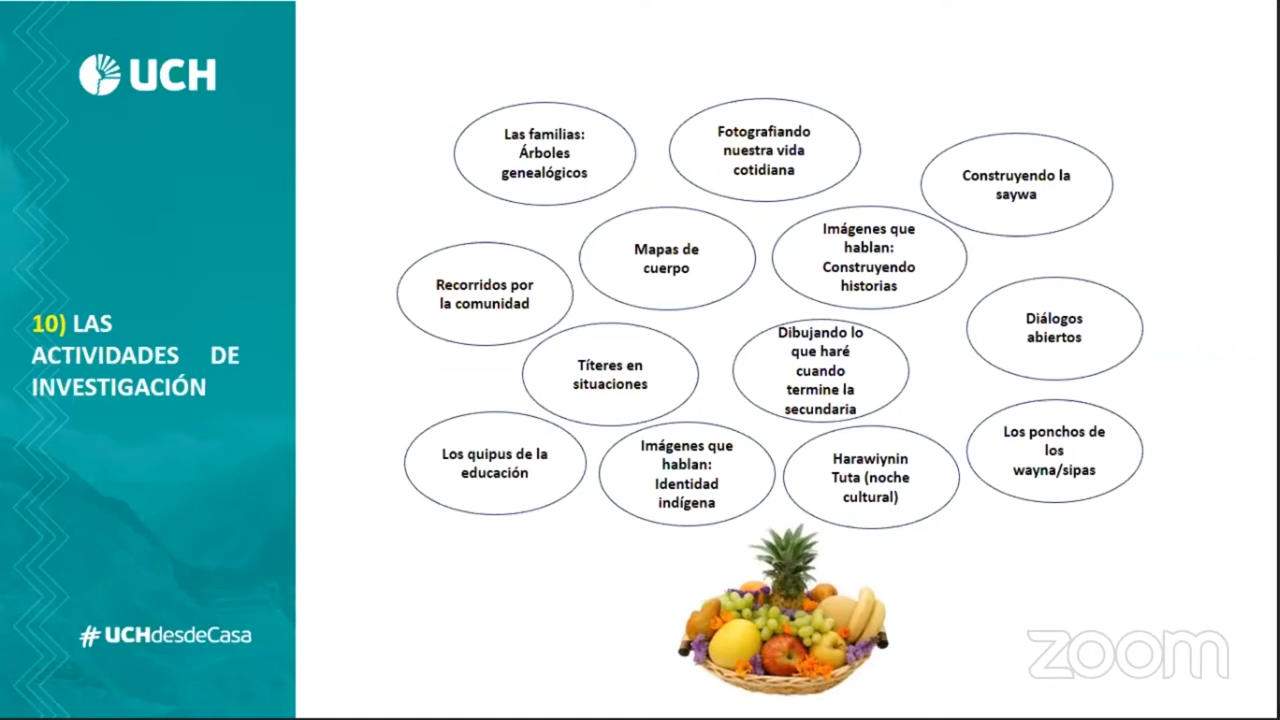 UCH
10) LAS
ACTIVIDADES DE
INVESTIGACIÓN
#UCHdesdeCasa
Las familias:
Árboles
genealógicos
Fotografiando
nuestra vida
cotidiana
Construyendo la
saywa
Mapas de
cuerpo
Imágenes que
hablan:
Construyendo
historias
Recorridos por
la comunidad
Diálogos
abiertos
Títeres en
situaciones
Dibujando lo
que haré
cuando
termine la
secundaria
Los quipus de la
educación
Imágenes que
hablan:
Identidad
indígena
Harawiynin
Tuta (noche
cultural)
Los ponchos de
los
wayna/sipas
zoom